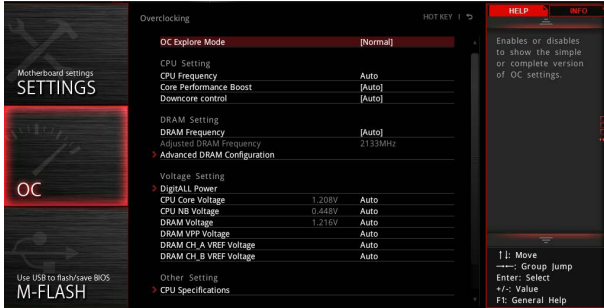 Overclocking
HOT KEY
HELP
INFO
OC Explore Mode [Normal]
CPU Setting
CPU Frequency Auto
Core Performance Boost [Auto]
Downcore control [Auto]
DRAM Setting
DRAM Frequency [Auto]
Adjusted DRAM Frequency 2133MHz
Advanced DRAM Configuration
Voltage Setting
DigitALL Power
CPU Core Voltage 1.208V Auto
CPU NB Voltage 0.448V Auto
DRAM Voltage 1.216V Auto
DRAM VPP Voltage Auto
DRAM CH_A VREF Voltage Auto
DRAM CH_B VREF Voltage Auto
Other Setting
CPU Specifications
Motherboard settings
SETTINGS
OC
Use USB to flash/save BIOS
M-FLASH
Enables or disables
to show the simple
or complete version
of OC settings.
↑↓: Move
→←: Group Jump
Enter: Select
+/-: Value
F1: General Help